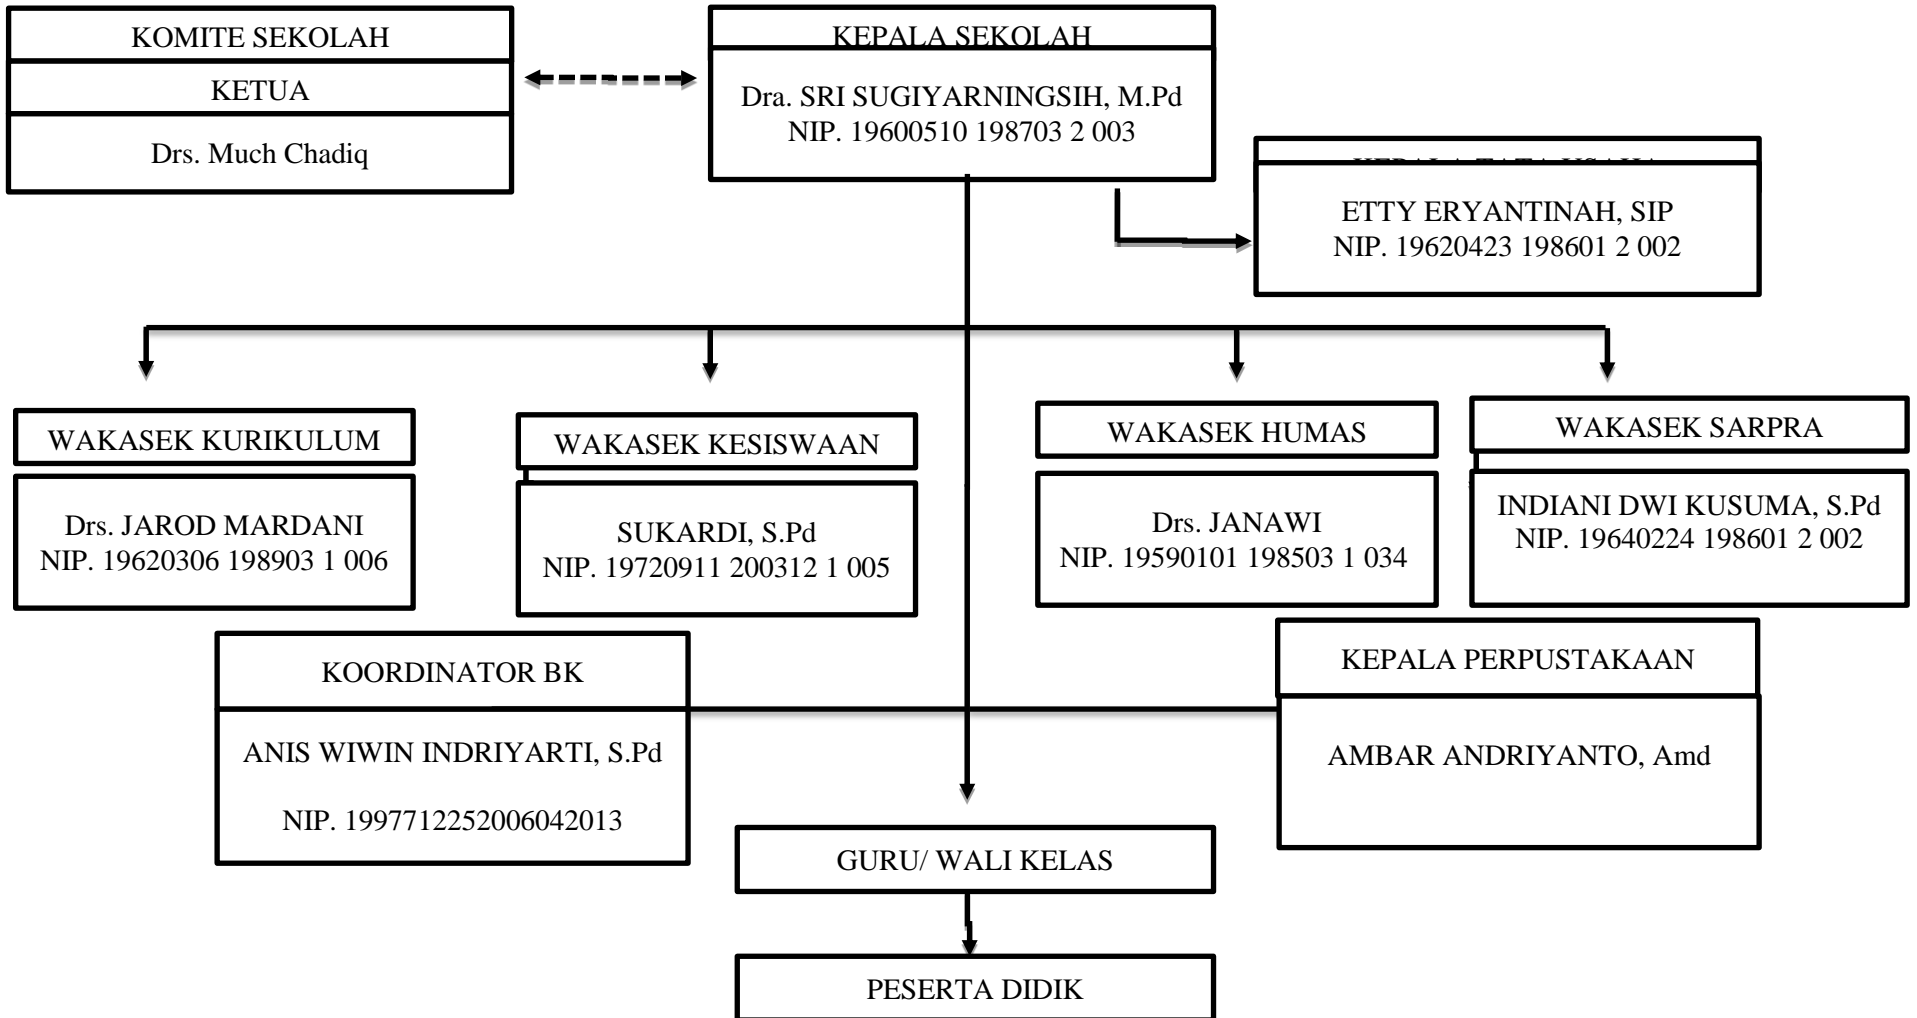 KOMITE SEKOLAH
KETUA
Drs. Much Chadiq
KEPALA SEKOLAH
Dra. SRI SUGIYARNINGSIH, M.Pd
NIP. 19600510 198703 2 003
KEPALA TATA USAHA
ETTY ERYANTINAH, SIP
NIP. 19620423 198601 2 002
WAKASEK KURIKULUM
Drs. JAROD MARDANI
NIP. 19620306 198903 1 006
WAKASEK KESISWAAN
SUKARDI, S.Pd
NIP. 19720911 200312 1 005
WAKASEK HUMAS
Drs. JANAWI
NIP. 19590101 198503 1 034
WAKASEK SARPRA
INDIANI DWI KUSUMA, S.Pd
NIP. 19640224 198601 2 002
KOORDINATOR BK
ANIS WIWIN INDRIYARTI, S.Pd
NIP. 1997712252006042013
KEPALA PERPUSTAKAAN
AMBAR ANDRIYANTO, Amd
GURU/ WALI KELAS
PESERTA DIDIK